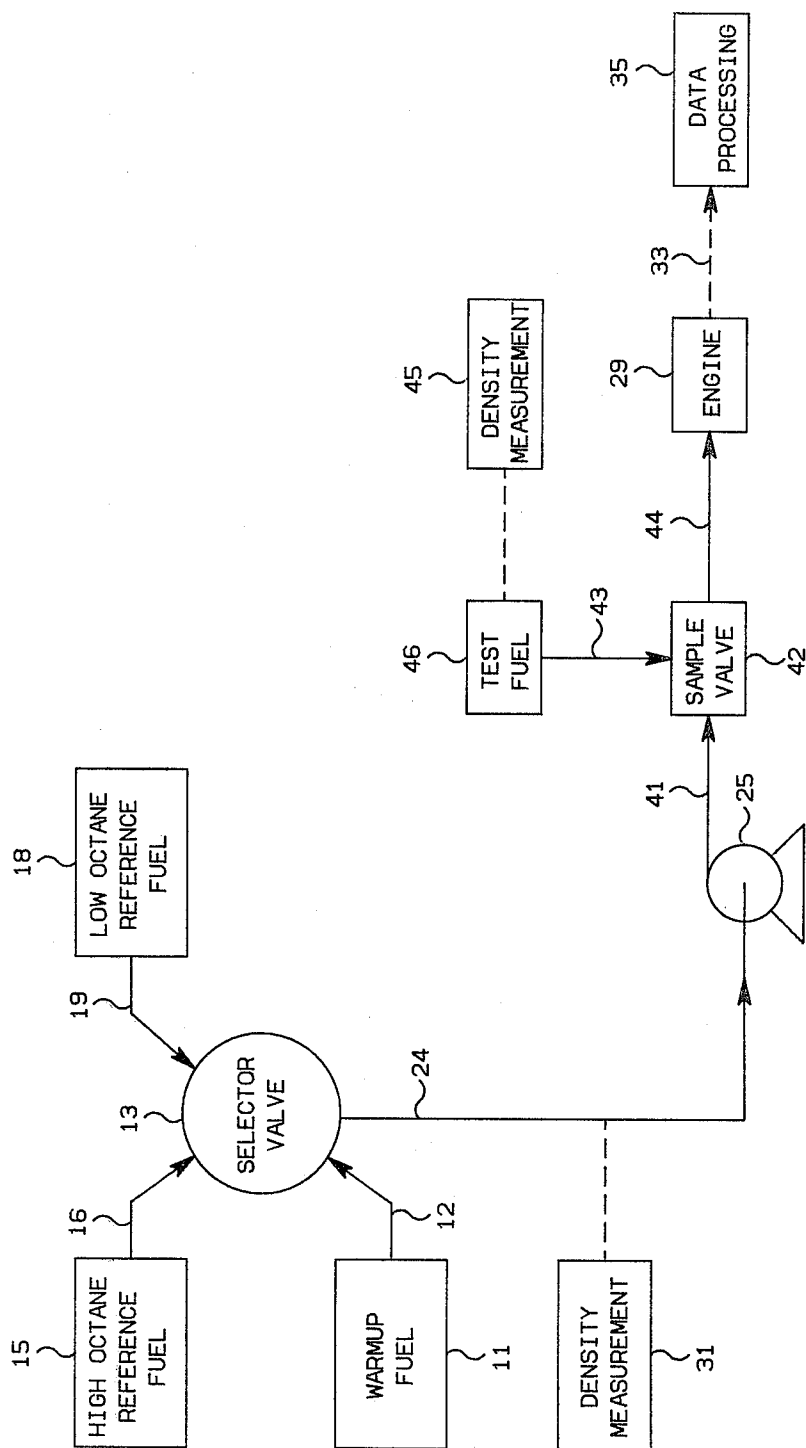 15
HIGH OCTANE
REFERENCE
FUEL
16
13
SELECTOR
VALVE
19
18
LOW OCTANE
REFERENCE
FUEL
WARMUP
FUEL
11
12
24
DENSITY
MEASUREMENT
31
46
TEST
FUEL
45
DENSITY
MEASUREMENT
43
25
41
SAMPLE
VALVE
42
44
29
ENGINE
33
35
DATA
PROCESSING